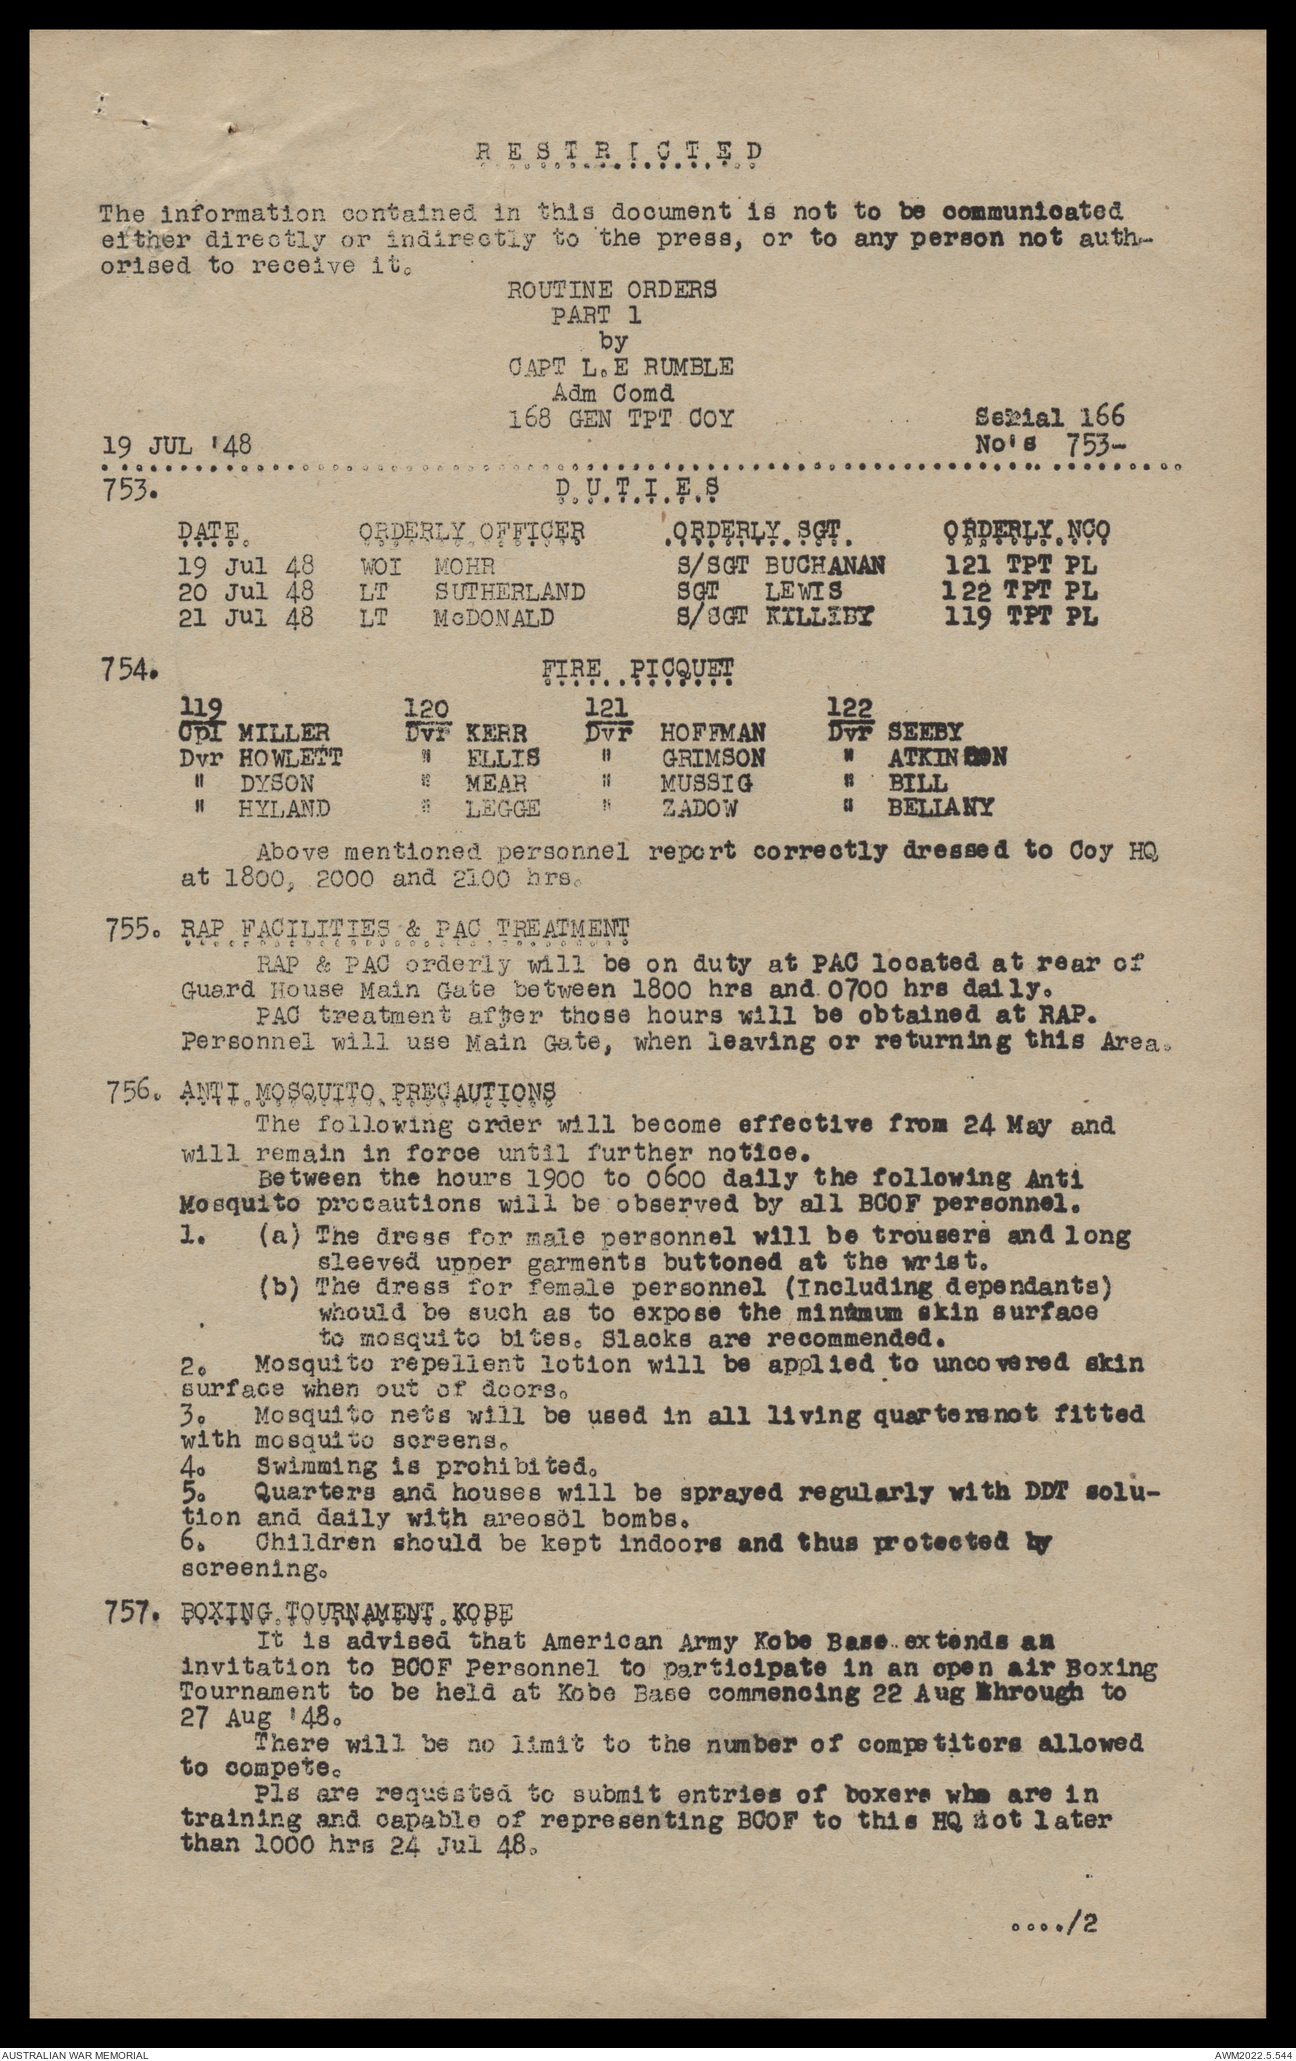 R E S T R I C T E D
The information contained in this document is not to be communicated
either directly or indirectly to the press, or to any person not auth-
orised to receive it.
ROUTINE ORDERS
PART 1
by
CAPT L.E RUMBLE
Adm Comd
168 GEN TPT COY
Serial 166
19 JUL '48 No's 753-
753. D.U.T.I.E.S
DATE. ORDERLY OFFICER ORDERLY SGT. ORDERLY NCO
19 Jul 48 WOI MOHR S/SGT BUCHANAN 121 TPT PL
20 Jul 48 LT SUTHERLAND SGT LEWIS 122 TPT PL
21 Jul 48 LT McDONALD S/SGT KILLIBY 119 TPT PL
754. FIRE PICQUET
119 120 121 122
Cpl MILLER Dvr KERR Dvr HOFFMAN Dvr SEEBY
Dvr HOWLETT " ELLIS " GRIMSON " ATKINSON
" DYSON " MEAR " MUSSIG " BILL
" HYLAND " LEGGE " ZADOW " BELLANY
Above mentioned personnel report correctly dressed to Coy HQ
at 1800, 2000 and 2100 hrs.
755. RAP FACILITIES & PAC TREATMENT
RAP & PAC orderly will be on duty at PAC located at rear of
Guard House Main Gate between 1800 hrs and 0700 hrs daily.
PAC treatment after those hours will be obtained at RAP.
Personnel will use Main Gate, when leaving or returning this Area.
756. ANTI MOSQUITO PRECAUTIONS
The following order will become effective from 24 May and
will remain in force until further notice.
Between the hours 1900 to 0600 daily the following Anti
Mosquito precautions will be observed by all BCOF personnel.
1. (a) The dress for male personnel will be trousers and long
sleeved upper garments buttoned at the wrist.
(b) The dress for female personnel (Including dependants)
whould be such as to expose the minimum skin surface
to mosquito bites. Slacks are recommended.
2. Mosquito repellent lotion will be applied to uncovered skin
surface when out of doors.
3. Mosquito nets will be used in all living quartersnot fitted
with mosquito screens.
4. Swimming is prohibited.
5. Quarters and houses will be sprayed regularly with DDT solu-
tion and daily with areosol bombs.
6. Children should be kept indoors and thus protected by
screening.
757. BOXING TOURNAMENT KOBE
It is advised that American Army Kobe Base extends an
invitation to BCOF Personnel to participate in an open air Boxing
Tournament to be held at Kobe Base commencing 22 Aug through to
27 Aug '48.
There will be no limit to the number of competitors allowed
to compete.
Pls are requested to submit entries of boxers who are in
training and capable of representing BCOF to this HQ not later
than 1000 hrs 24 Jul 48.
..../2
AUSTRALIAN WAR MEMORIAL AWM2022.5.544